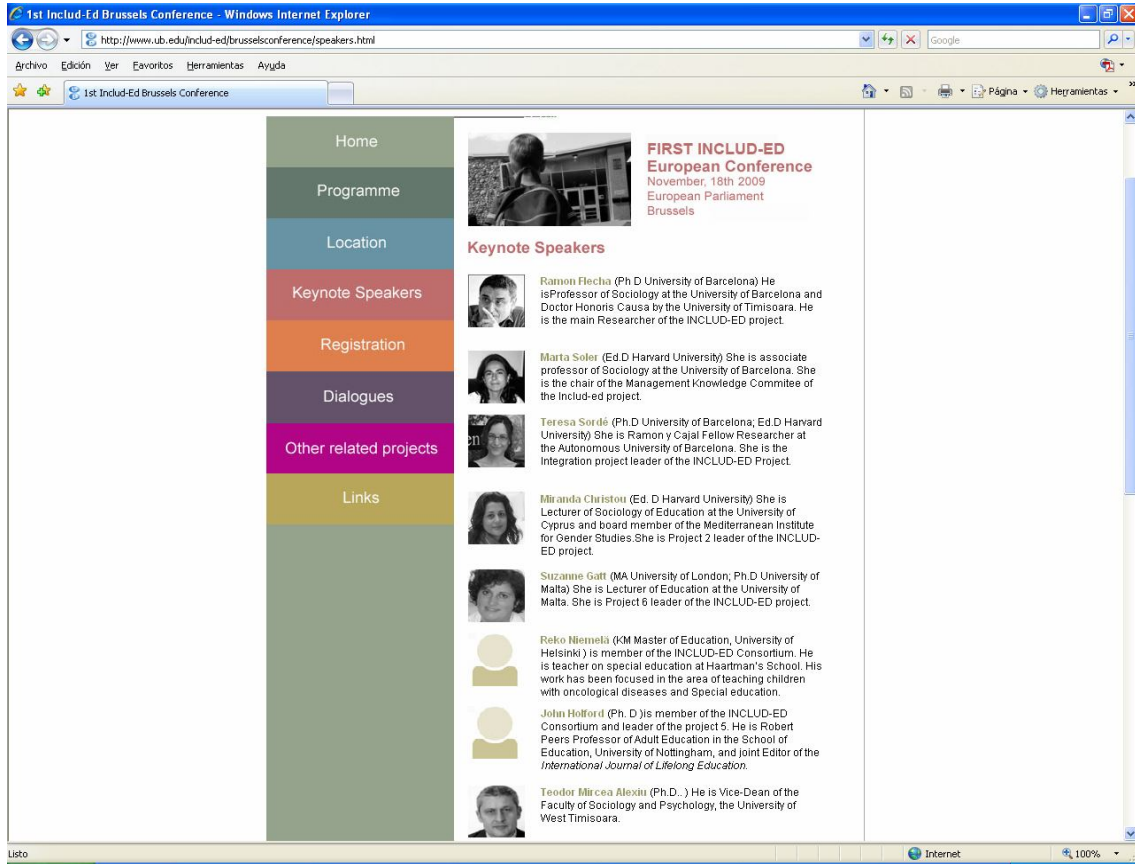 1st Includ-Ed Brussels Conference - Windows Internet Explorer
http://www.ub.edu/includ-ed/brusselsconference/speakers.html
Google
Archivo Edición Ver Favoritos Herramientas Ayuda
1st Includ-Ed Brussels Conference
Página
Herramientas
Home
Programme
Location
Keynote Speakers
Registration
Dialogues
Other related projects
Links
FIRST INCLUD-ED
European Conference
November, 18th 2009
European Parliament
Brussels
Keynote Speakers
Ramon Flecha (Ph D University of Barcelona) He
isProfessor of Sociology at the University of Barcelona and
Doctor Honoris Causa by the University of Timisoara. He
is the main Researcher of the INCLUD-ED project.
Marta Soler (Ed.D Harvard University) She is associate
professor of Sociology at the University of Barcelona. She
is the chair of the Management Knowledge Commitee of
the Includ-ed project.
en
Teresa Sordé (Ph.D University of Barcelona; Ed.D Harvard
University) She is Ramon y Cajal Fellow Researcher at
the Autonomous University of Barcelona. She is the
Integration project leader of the INCLUD-ED Project.
Miranda Christou (Ed. D Harvard University) She is
Lecturer of Sociology of Education at the University of
Cyprus and board member of the Mediterranean Institute
for Gender Studies.She is Project 2 leader of the INCLUD-
ED project.
Suzanne Gatt (MA University of London; Ph.D University of
Malta) She is Lecturer of Education at the University of
Malta. She is Project 6 leader of the INCLUD-ED project.
Reko Niemelä (KM Master of Education, University of
Helsinki ) is member of the INCLUD-ED Consortium. He
is teacher on special education at Haartman's School. His
work has been focused in the area of teaching children
with oncological diseases and Special education.
John Holford (Ph. D )is member of the INCLUD-ED
Consortium and leader of the project 5. He is Robert
Peers Professor of Adult Education in the School of
Education, University of Nottingham, and joint Editor of the
International Journal of Lifelong Education.
Teodor Mircea Alexiu (Ph.D.. ) He is Vice-Dean of the
Faculty of Sociology and Psychology, the University of
West Timisoara.
Listo
Internet
100%